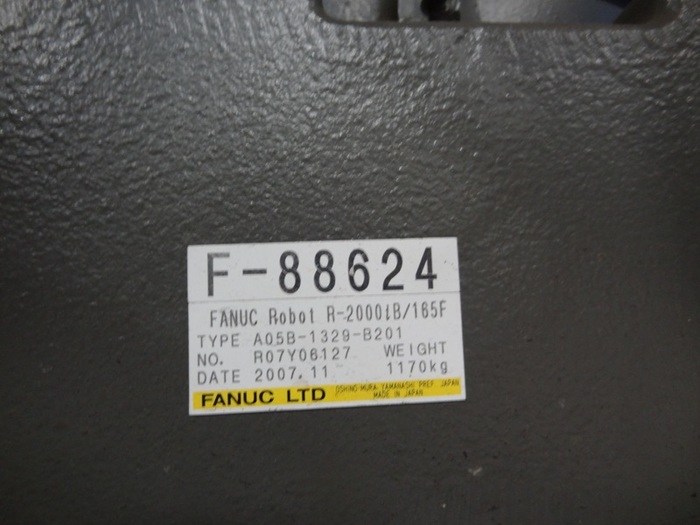 F-88624
FANUC Robot R-2000iB/165F
TYPE A05B-1329-B201
NO. R07Y06127 WEIGHT
DATE 2007.11 1170kg
FANUC LTD OSHINO-MURA, YAMANASHI PREF. JAPAN
MADE IN JAPAN